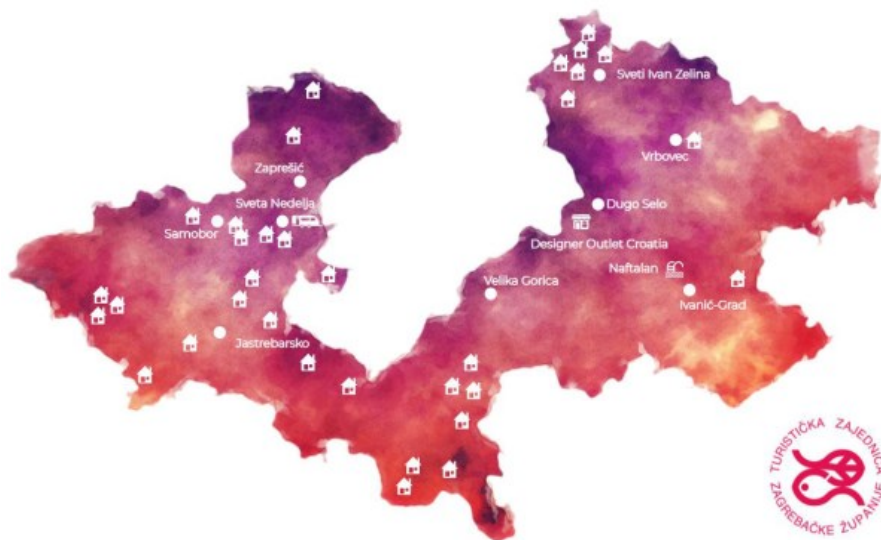 Sveti Ivan Zelina
Vrbovec
Zaprešić
Sveta Nedelja
Dugo Selo
Samobor
Designer Outlet Croatia
Naftalan
Velika Gorica
Ivanić-Grad
Jastrebarsko
TURISTIČKA ZAJEDNICA
ZAGREBAČKE ŽUPANIJE